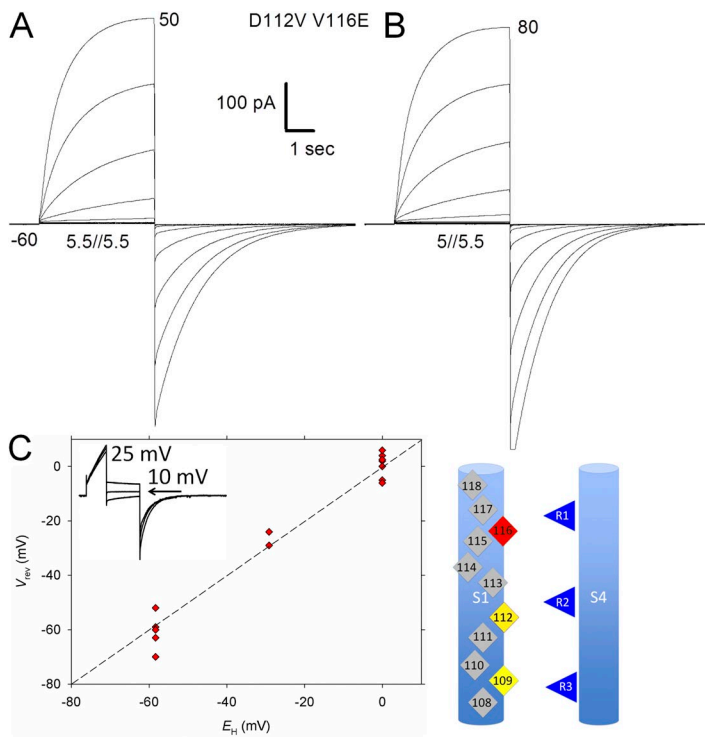 A
50
D112V V116E
B
80
100 pA
1 sec
-60
5.5//5.5
5//5.5
C
25 mV
10 mV
0
-20
-40
-60
-80
Vrev (mV)
-80
-60
-40
-20
0
EH (mV)
118
117
116
115
114
113
S1
112
111
110
109
108
R1
R2
R3
S4